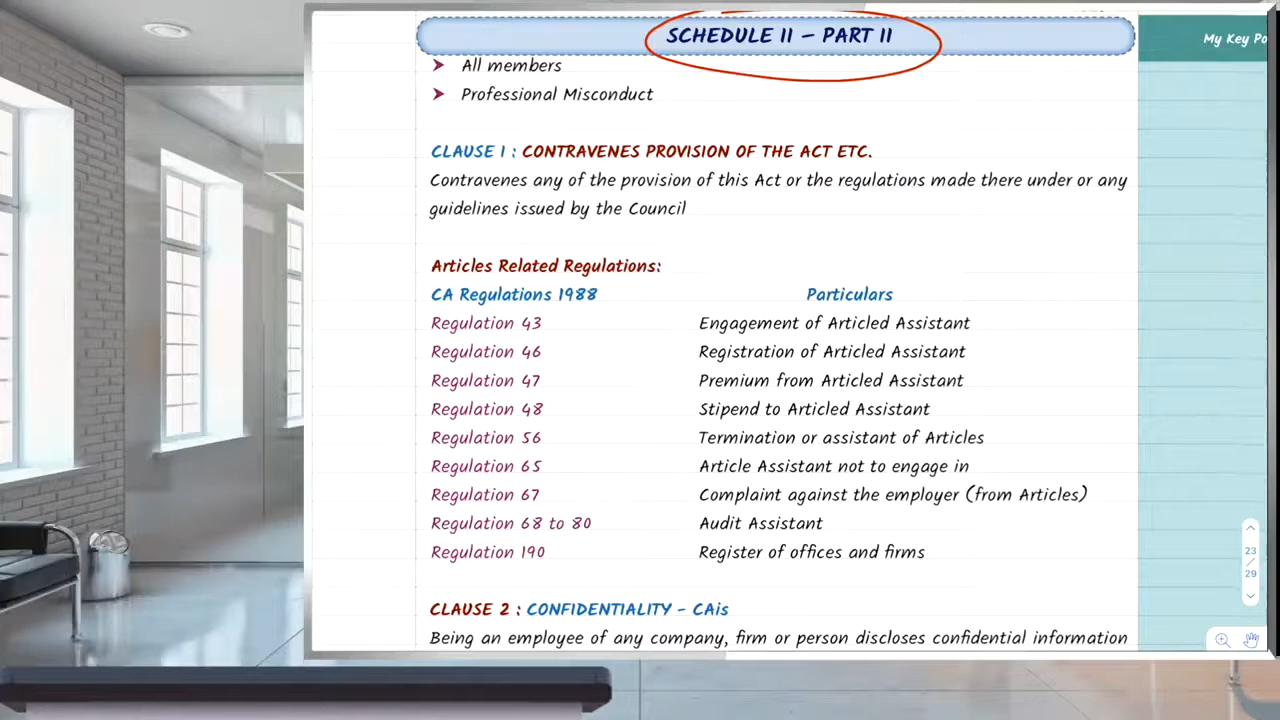 SCHEDULE II – PART II
My Key Po
➤ All members
➤ Professional Misconduct
CLAUSE 1 : CONTRAVENES PROVISION OF THE ACT ETC.
Contravenes any of the provision of this Act or the regulations made there under or any
guidelines issued by the Council
Articles Related Regulations:
CA Regulations 1988 Particulars
Regulation 43 Engagement of Articled Assistant
Regulation 46 Registration of Articled Assistant
Regulation 47 Premium from Articled Assistant
Regulation 48 Stipend to Articled Assistant
Regulation 56 Termination or assistant of Articles
Regulation 65 Article Assistant not to engage in
Regulation 67 Complaint against the employer (from Articles)
Regulation 68 to 80 Audit Assistant
Regulation 190 Register of offices and firms
CLAUSE 2 : CONFIDENTIALITY - CAis
Being an employee of any company, firm or person discloses confidential information
23
/
29